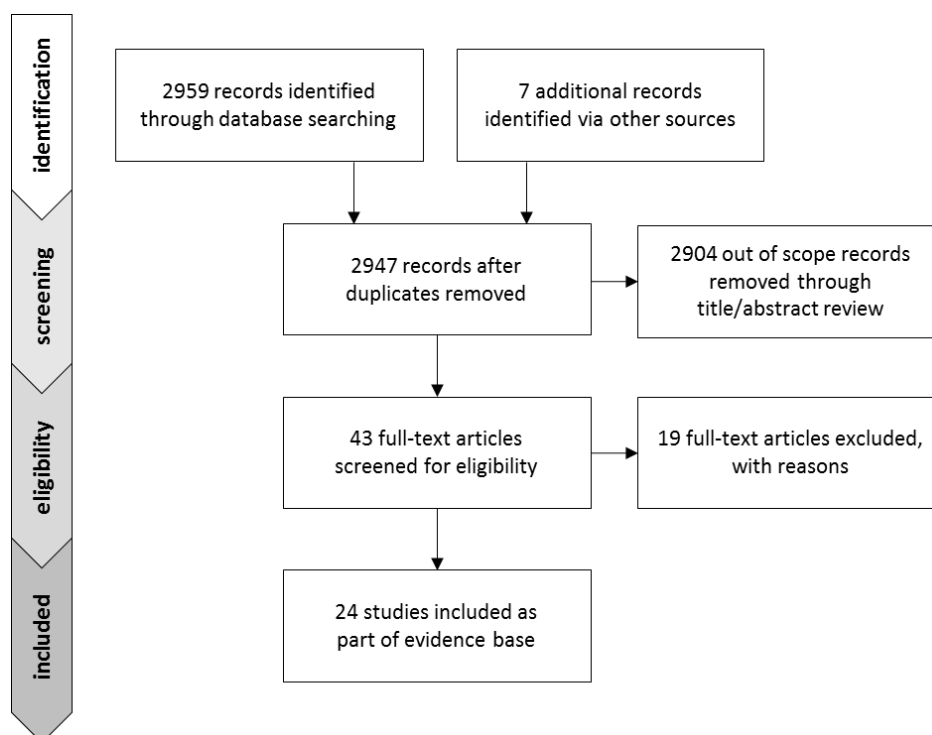 identification
2959 records identified
through database searching
7 additional records
identified via other sources
screening
2947 records after
duplicates removed
2904 out of scope records
removed through
title/abstract review
eligibility
43 full-text articles
screened for eligibility
19 full-text articles excluded,
with reasons
included
24 studies included as
part of evidence base